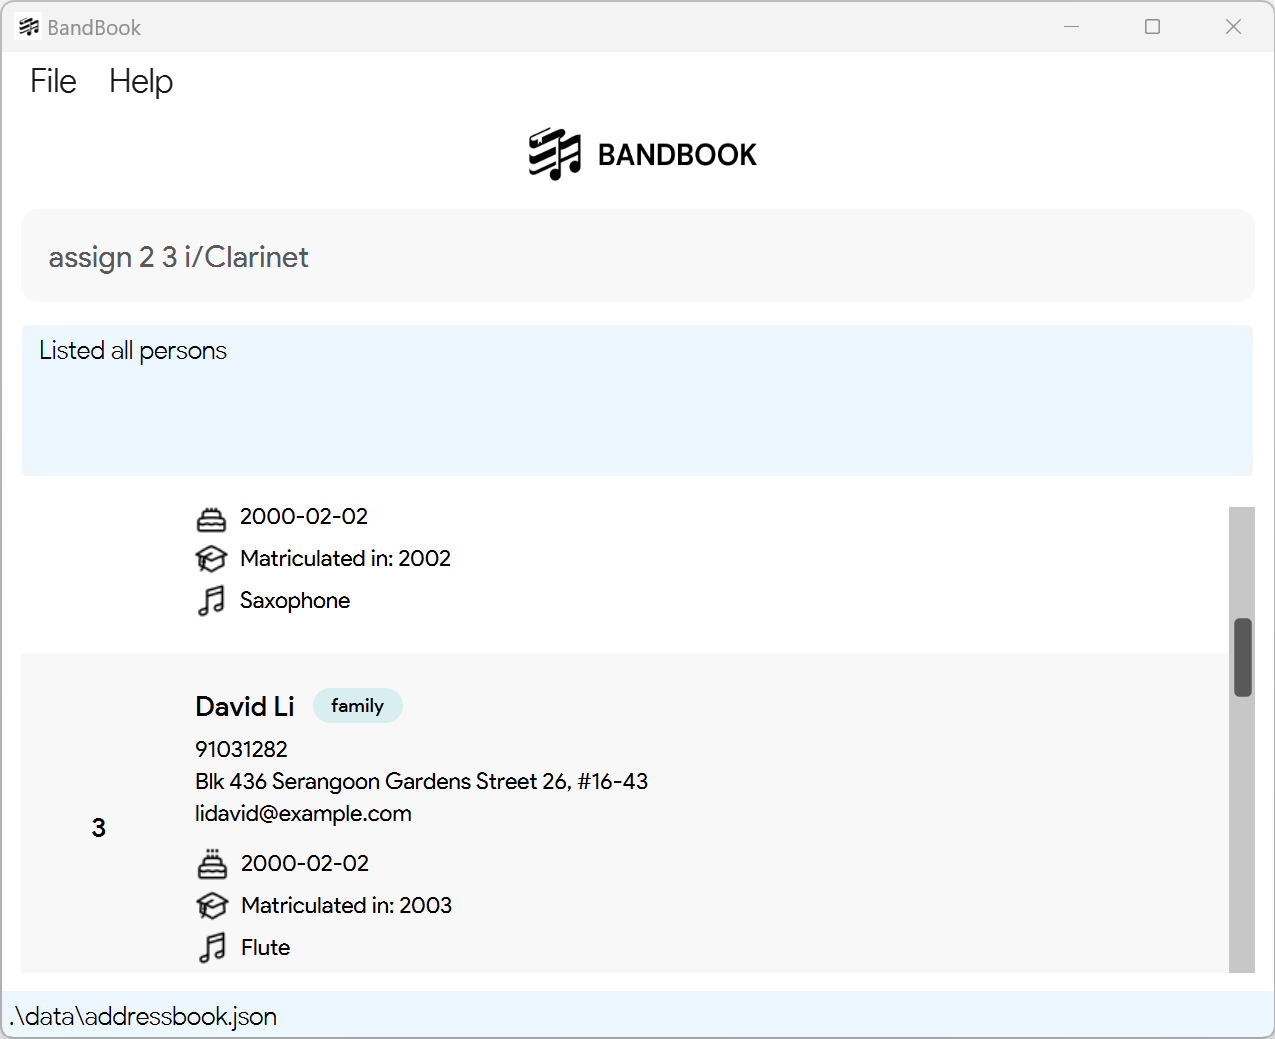 BandBook
File Help
BANDBOOK
assign 2 3 i/Clarinet
Listed all persons
2000-02-02
Matriculated in: 2002
Saxophone
David Li family
91031282
Blk 436 Serangoon Gardens Street 26, #16-43
lidavid@example.com
3
2000-02-02
Matriculated in: 2003
Flute
.\data\addressbook.json